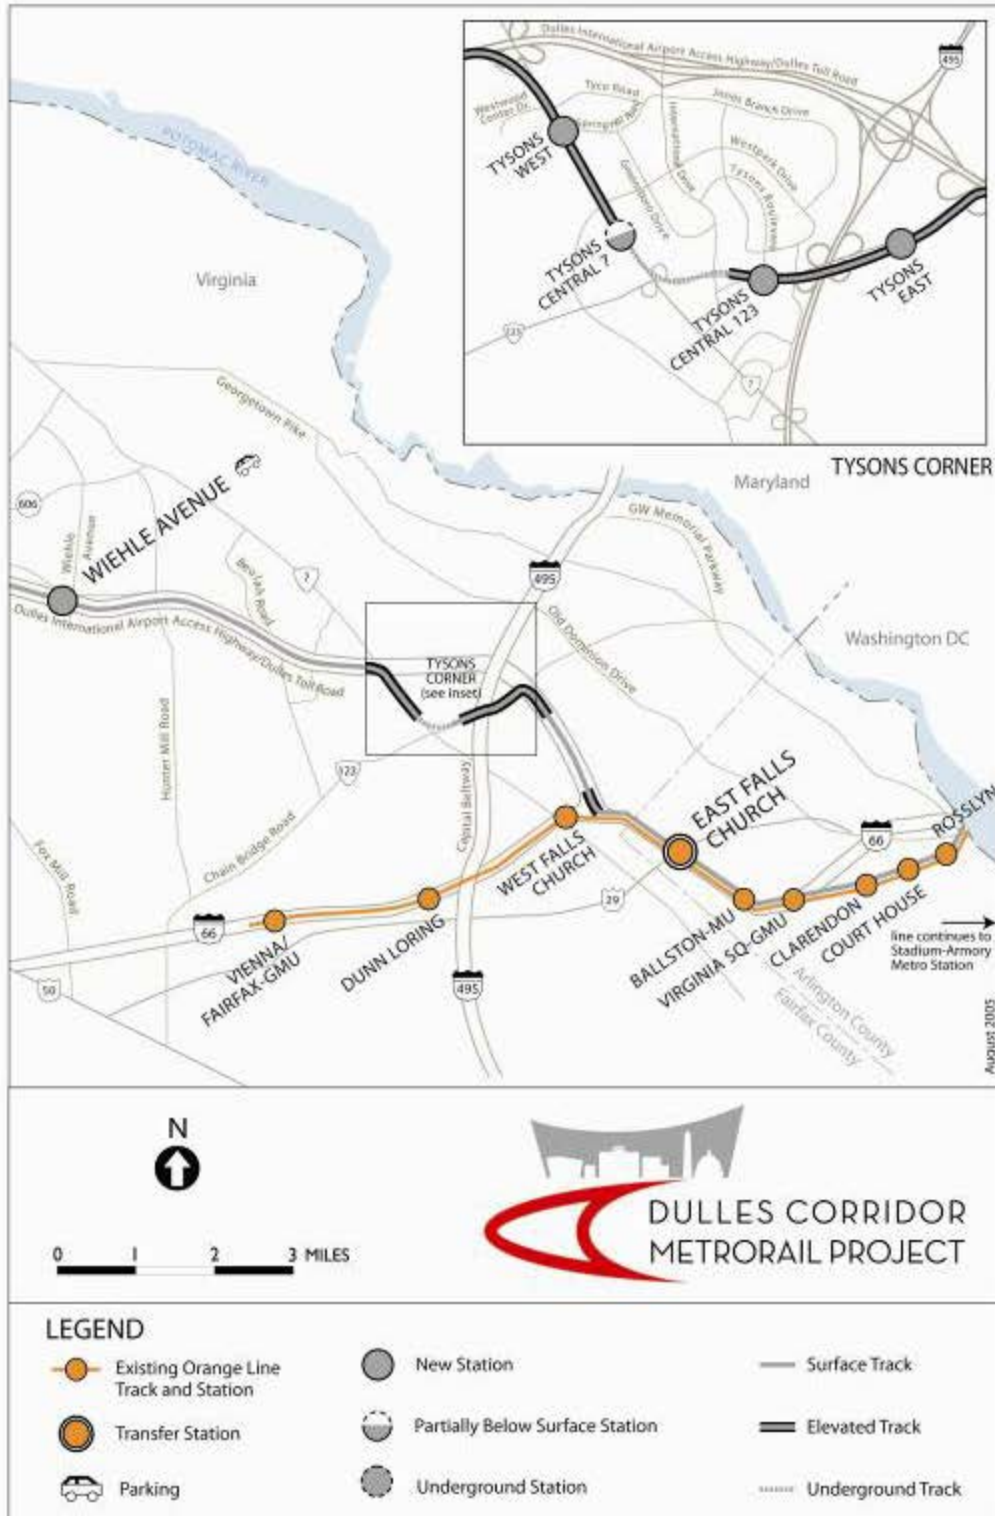 Dulles International Airport Access Highway/Dulles Toll Road
495
Westwood
Center Dr.
Tyco Road
Jones Branch Drive
International Drive
Westpark Drive
Tysons Boulevard
Greensboro Drive
TYSONS
WEST
TYSONS
CENTRAL 7
TYSONS
CENTRAL 123
TYSONS
EAST
123
7
TYSONS CORNER
POTOMAC RIVER
Virginia
Georgetown Pike
Maryland
GW Memorial Parkway
606
Wiehle
Avenue
WIEHLE AVENUE
Beulah Road
7
495
Old Dominion Drive
Washington DC
Dulles International Airport Access Highway/Dulles Toll Road
TYSONS
CORNER
(see inset)
Hunter Mill Road
123
Capital Beltway
Chain Bridge Road
Fox Mill Road
EAST FALLS
CHURCH
WEST FALLS
CHURCH
66
ROSSLYN
29
66
VIENNA/
FAIRFAX-GMU
DUNN LORING
BALLSTON-MU
VIRGINIA SQ-GMU
CLARENDON
COURT HOUSE
line continues to
Stadium-Armory
Metro Station
50
495
Arlington County
Fairfax County
August 2005
N
0 1 2 3 MILES
DULLES CORRIDOR
METRORAIL PROJECT
LEGEND
Existing Orange Line
Track and Station
Transfer Station
Parking
New Station
Partially Below Surface Station
Underground Station
Surface Track
Elevated Track
Underground Track